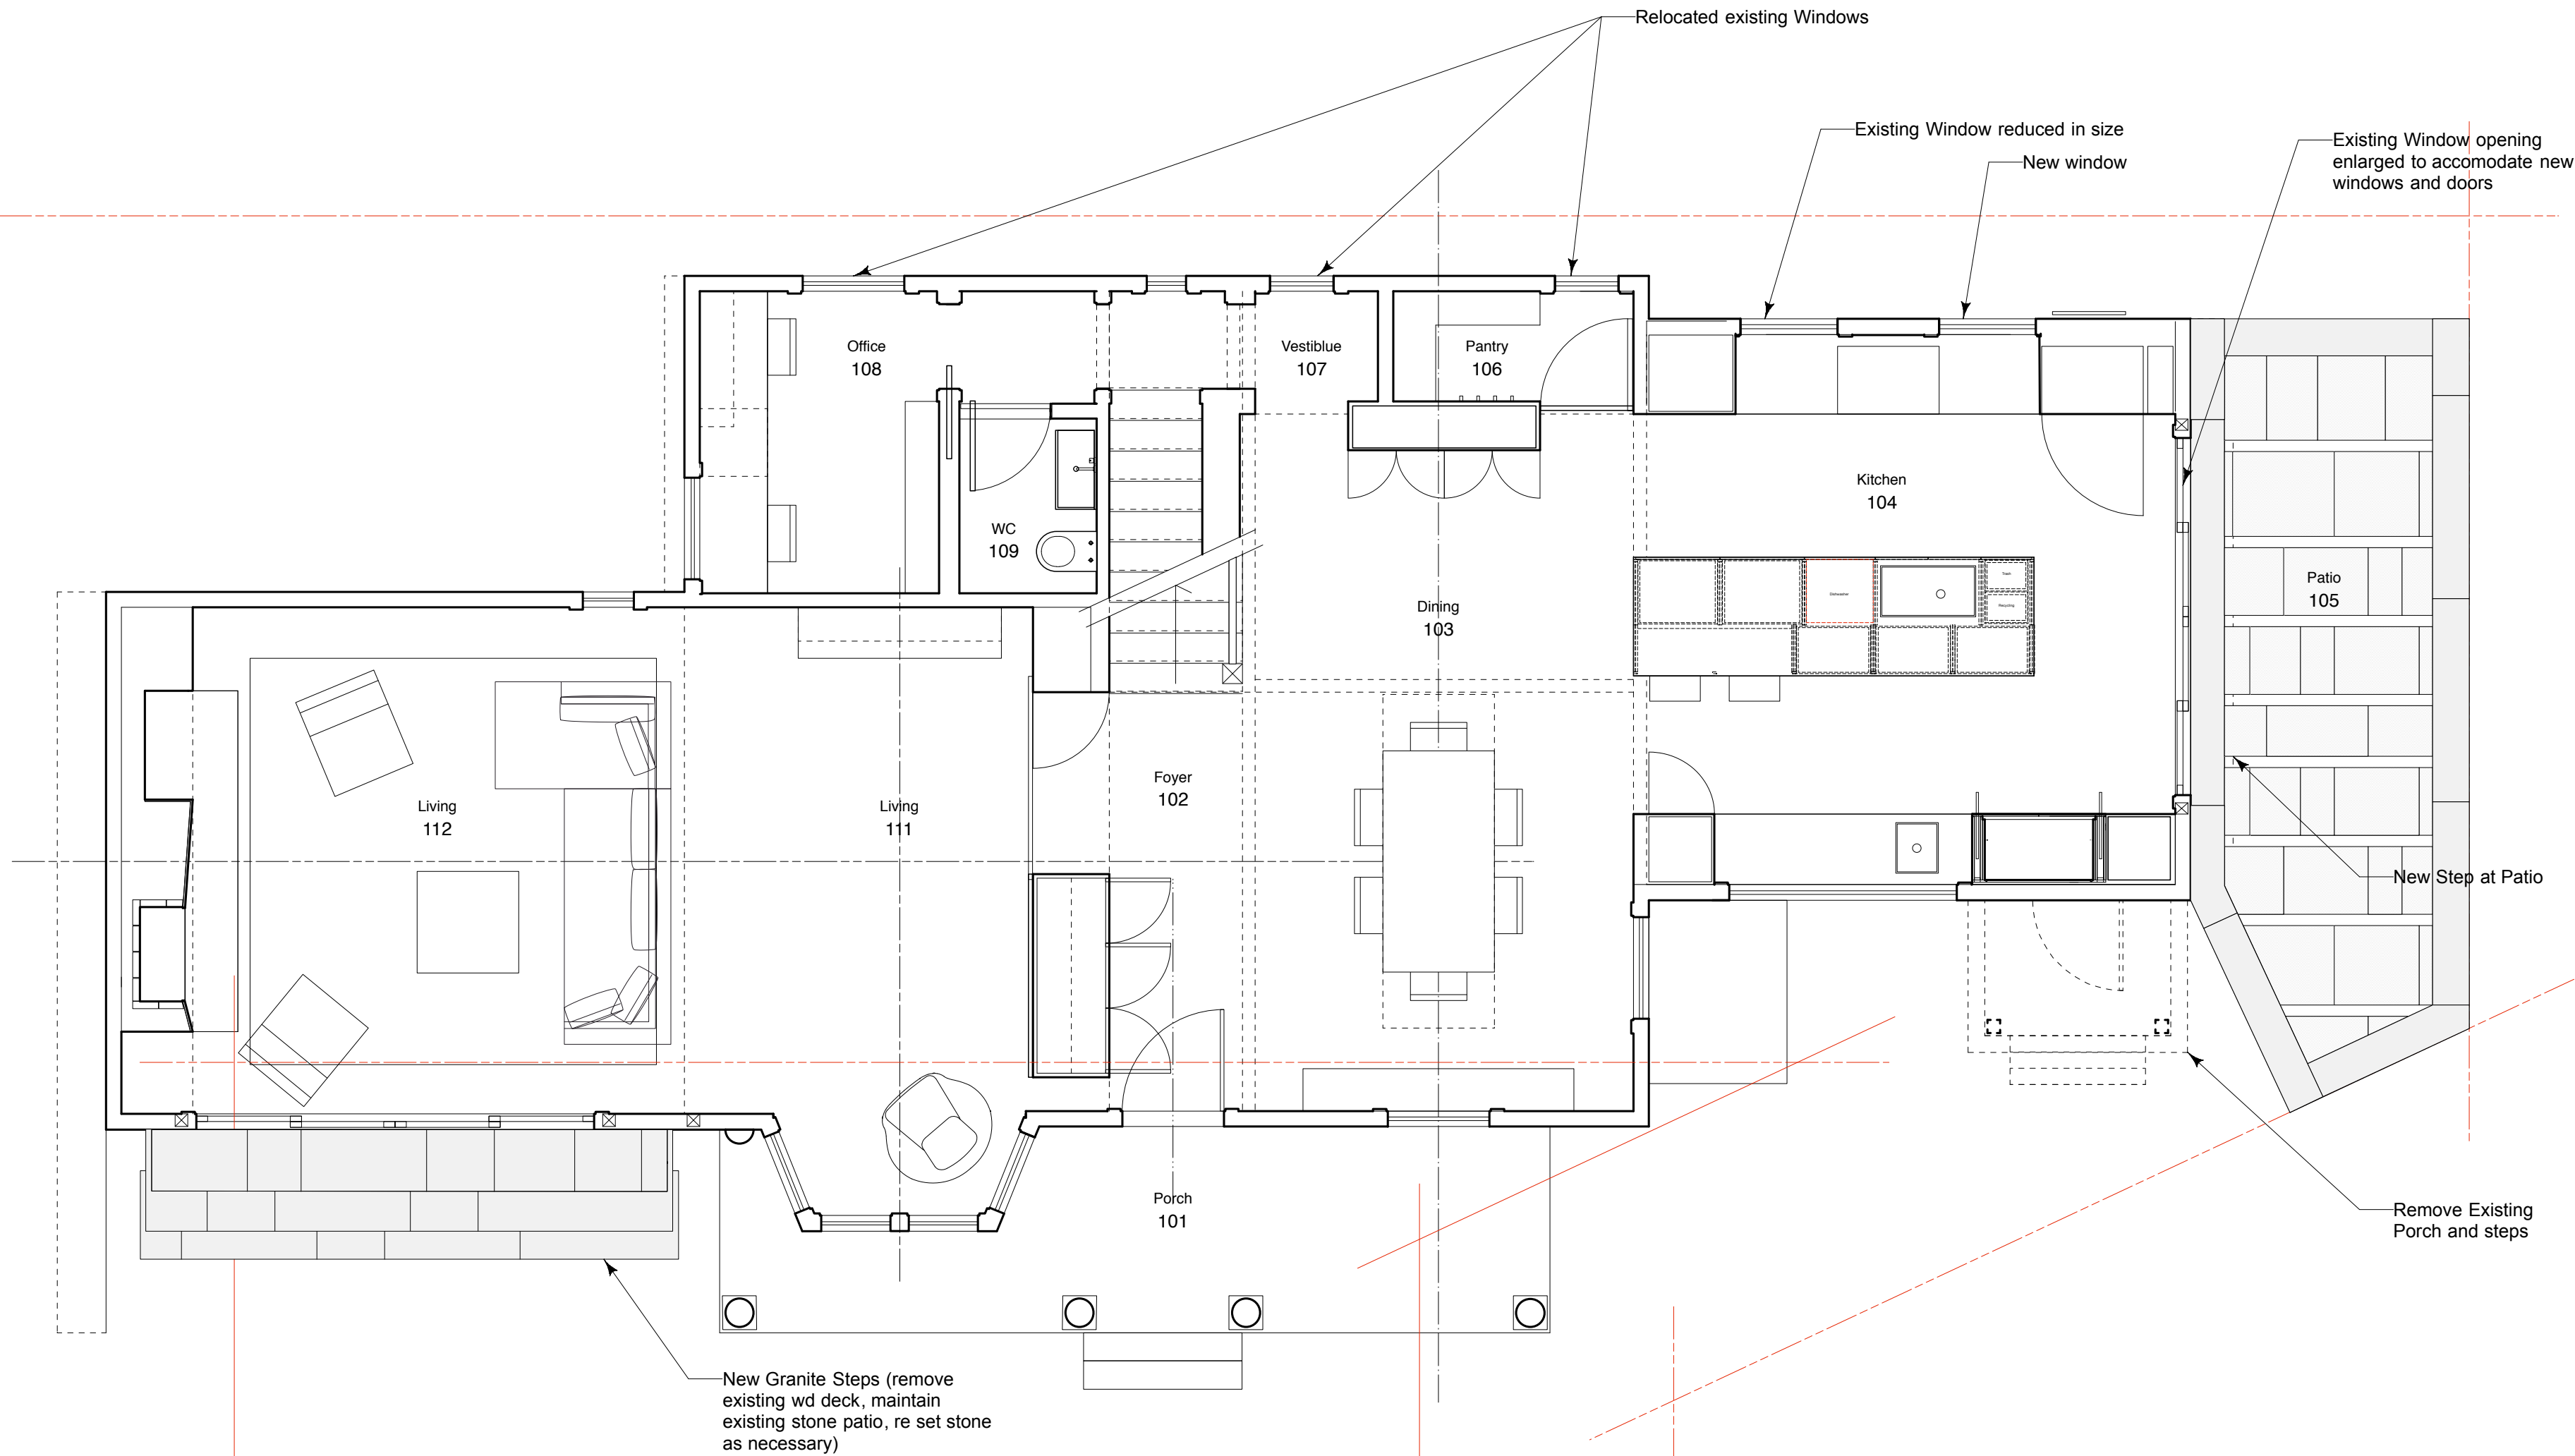 Relocated existing Windows
Existing Window reduced in size
New window
Existing Window opening
enlarged to accomodate new
windows and doors
Office
108
Vestiblue
107
Pantry
106
Kitchen
104
WC
109
Dining
103
Dishwasher
Trash
Recycling
Patio
105
Foyer
102
Living
112
Living
111
New Step at Patio
Porch
101
Remove Existing
Porch and steps
New Granite Steps (remove
existing wd deck, maintain
existing stone patio, re set stone
as necessary)